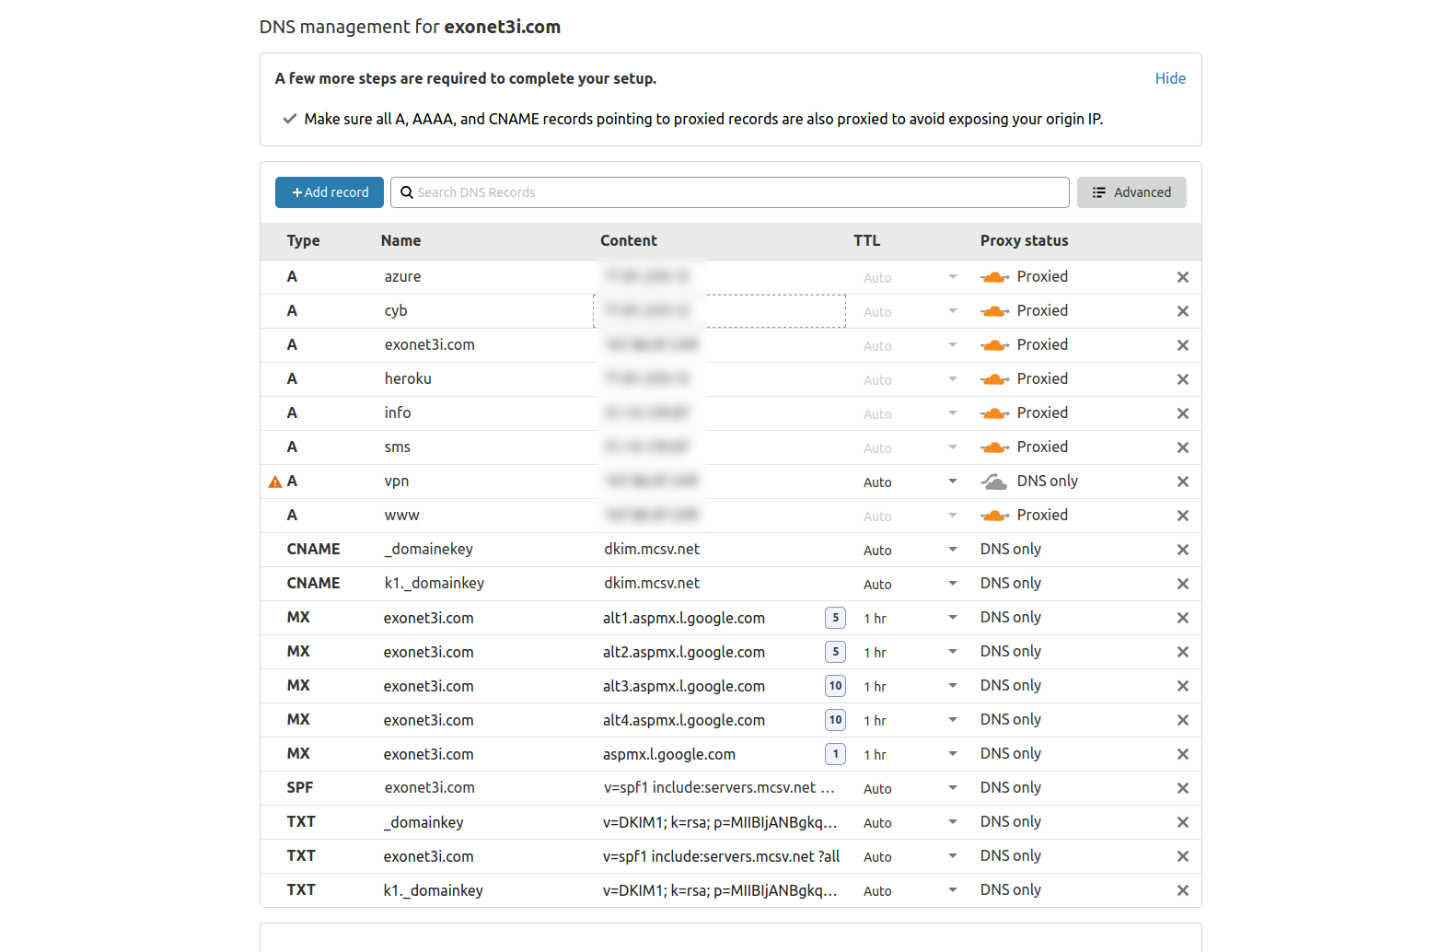 DNS management for exonet3i.com
A few more steps are required to complete your setup.
Hide
Make sure all A, AAAA, and CNAME records pointing to proxied records are also proxied to avoid exposing your origin IP.
+Add record
Search DNS Records
Advanced
Type Name Content TTL Proxy status
A azure Auto Proxied
A cyb Auto Proxied
A exonet3i.com Auto Proxied
A heroku Auto Proxied
A info Auto Proxied
A sms Auto Proxied
A vpn Auto DNS only
A www Auto Proxied
CNAME _domainekey dkim.mcsv.net Auto DNS only
CNAME k1._domainkey dkim.mcsv.net Auto DNS only
MX exonet3i.com alt1.aspmx.l.google.com 5 1 hr DNS only
MX exonet3i.com alt2.aspmx.l.google.com 5 1 hr DNS only
MX exonet3i.com alt3.aspmx.l.google.com 10 1 hr DNS only
MX exonet3i.com alt4.aspmx.l.google.com 10 1 hr DNS only
MX exonet3i.com aspmx.l.google.com 1 1 hr DNS only
SPF exonet3i.com v=spf1 include:servers.mcsv.net ... Auto DNS only
TXT _domainkey v=DKIM1; k=rsa; p=MIIBIjANBgkq... Auto DNS only
TXT exonet3i.com v=spf1 include:servers.mcsv.net ?all Auto DNS only
TXT k1._domainkey v=DKIM1; k=rsa; p=MIIBIjANBgkq... Auto DNS only